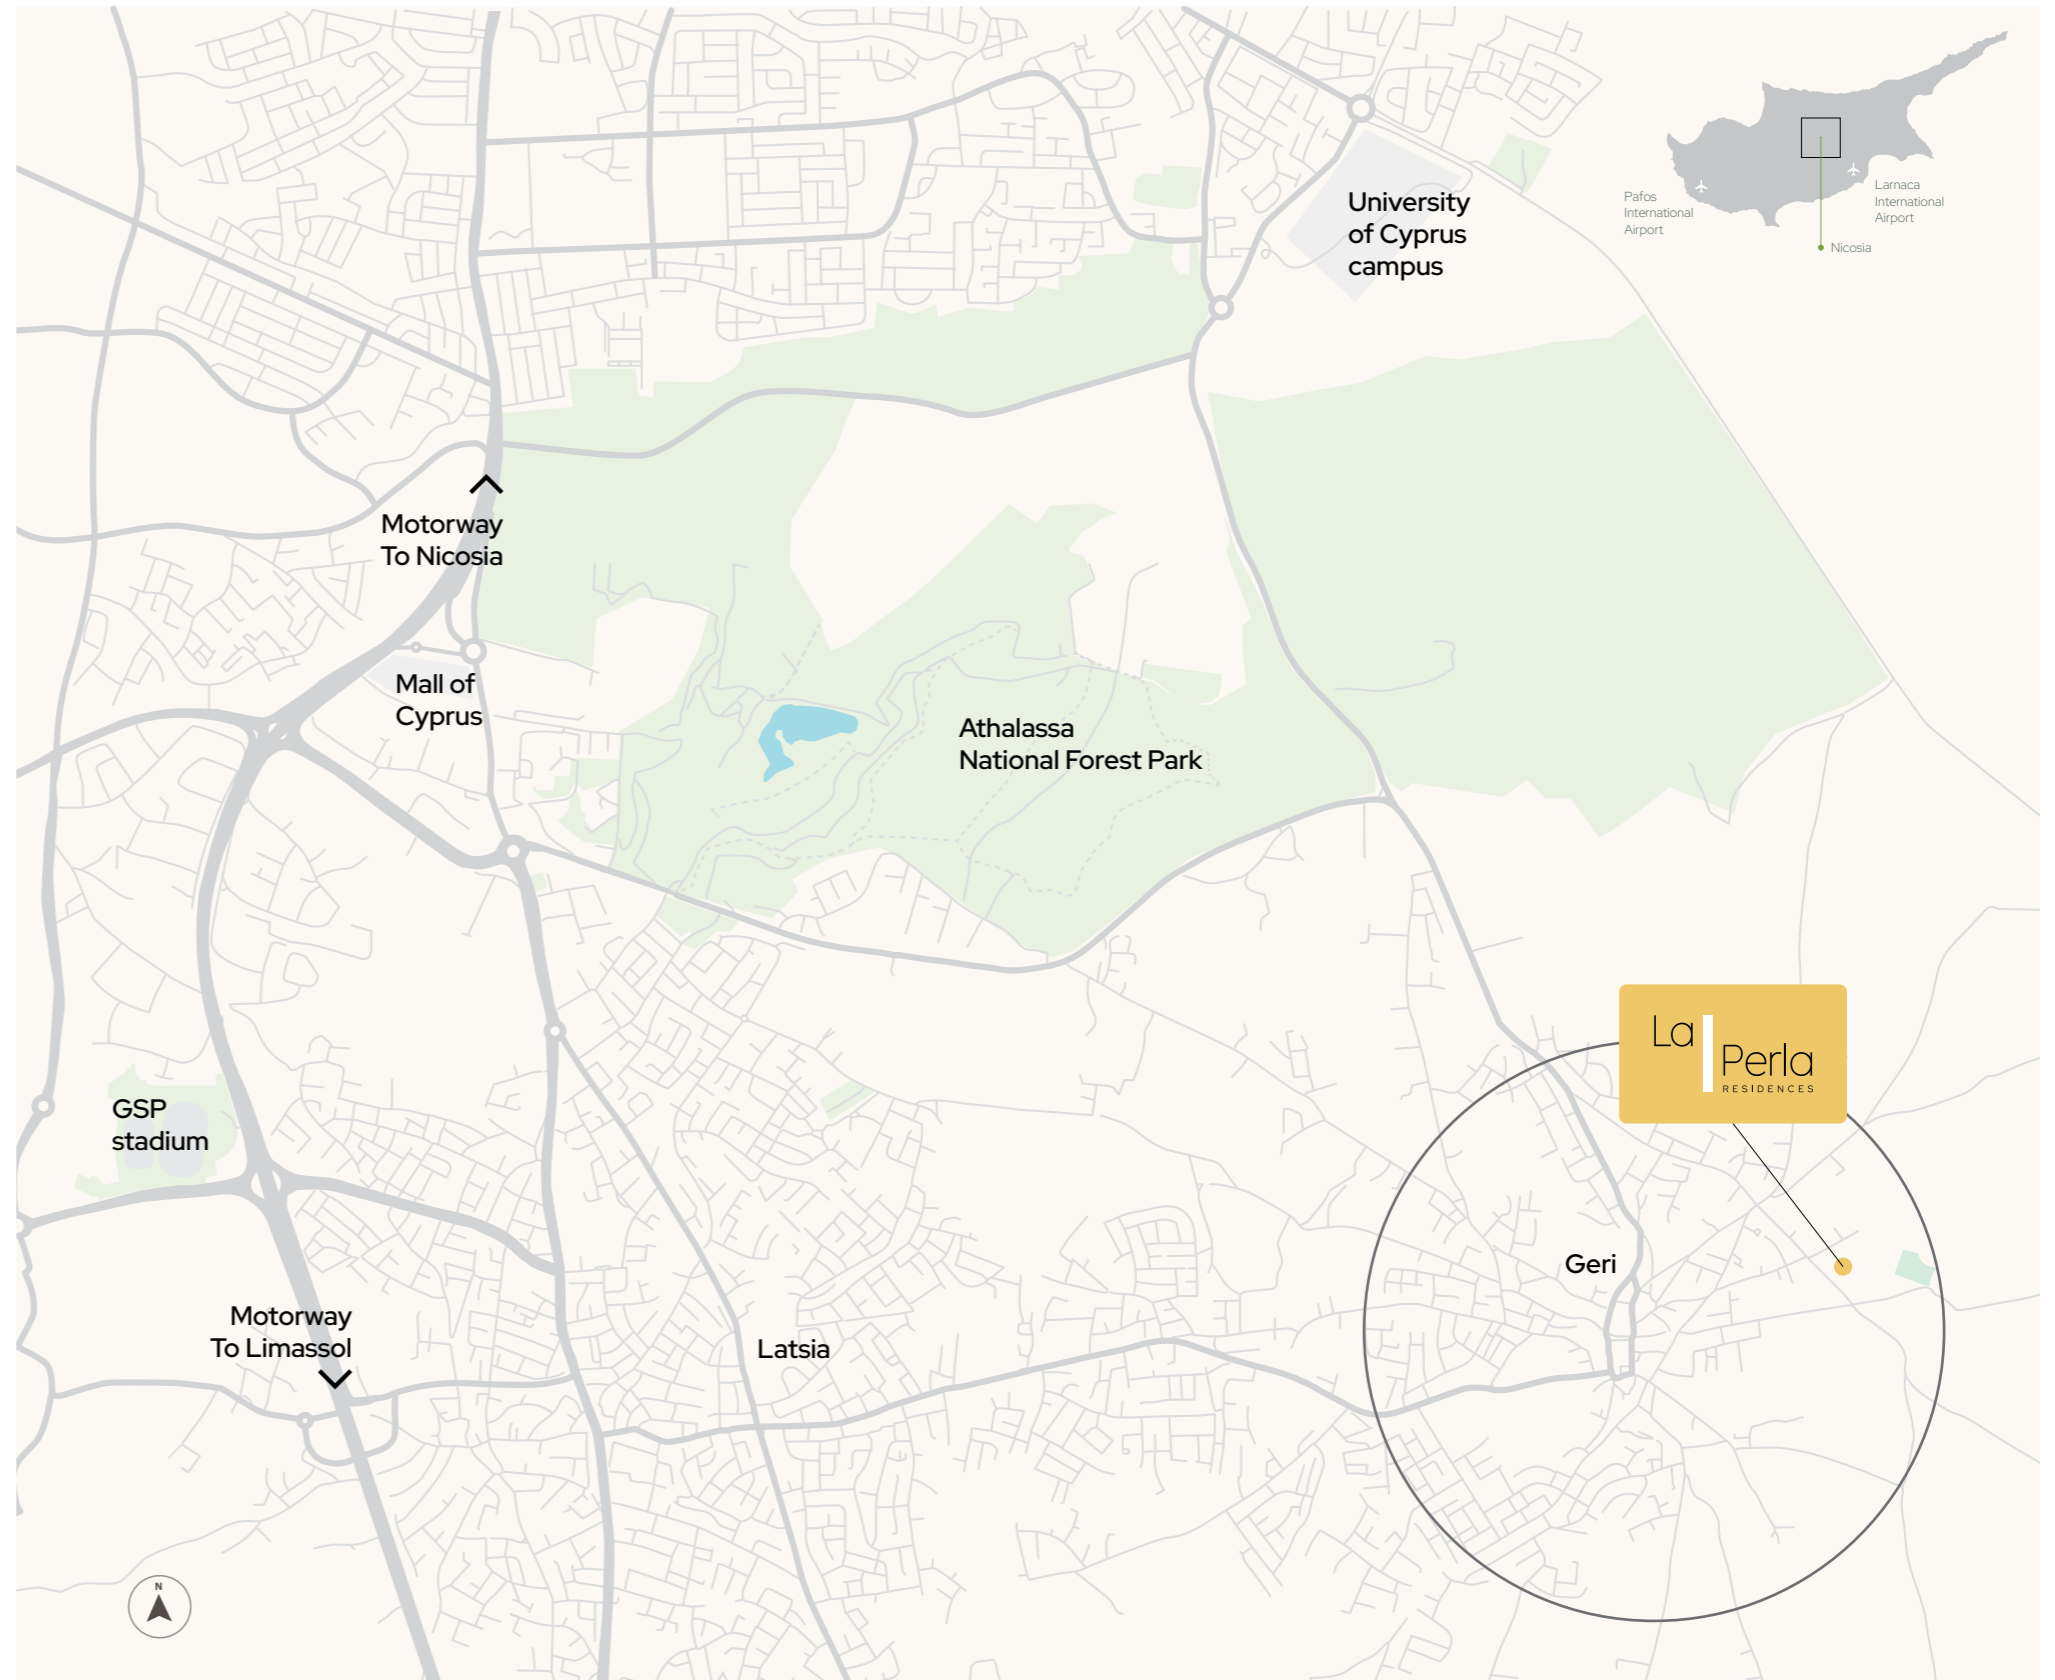 University
of Cyprus
campus
Pafos
International
Airport
Larnaca
International
Airport
Nicosia
Motorway
To Nicosia
Mall of
Cyprus
Athalassa
National Forest Park
La
Perla
RESIDENCES
GSP
stadium
Geri
Motorway
To Limassol
Latsia
N